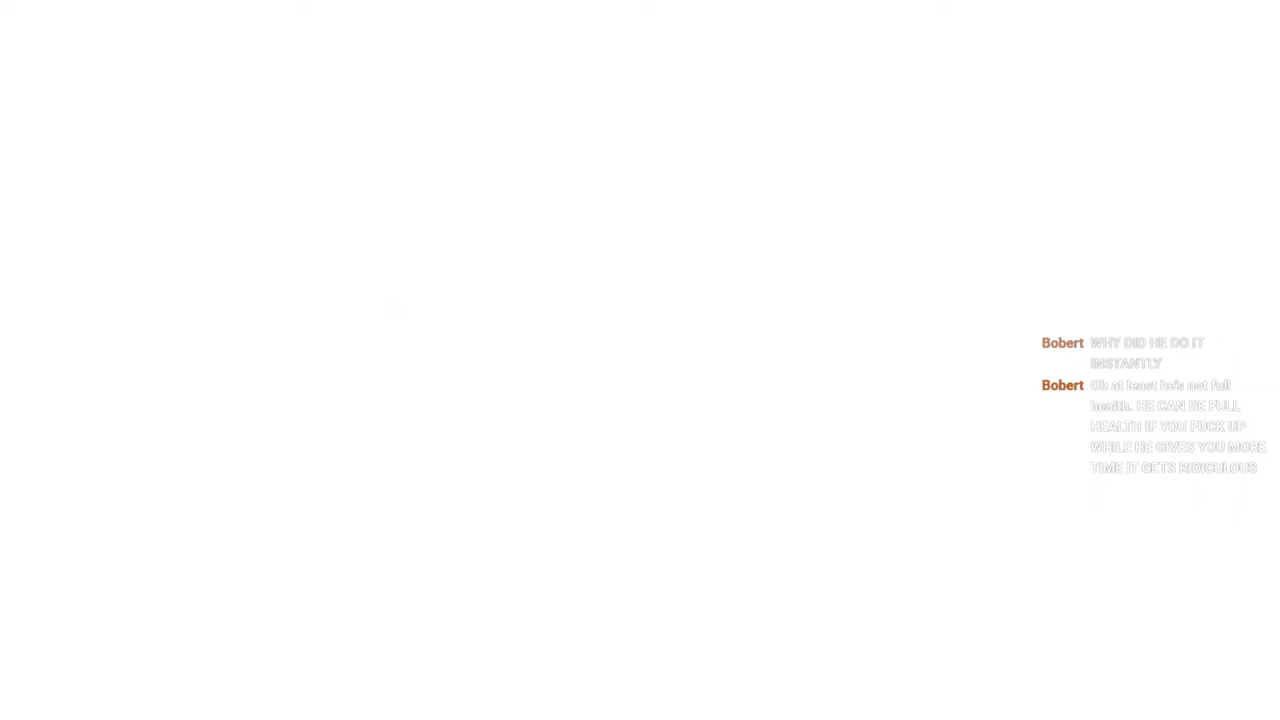 Bobert WHY DID HE DO IT
INSTANTLY
Bobert Oh at least he's not full
health. HE CAN BE FULL
HEALTH IF YOU FUCK UP
WHILE HE GIVES YOU MORE
TIME IT GETS RIDICULOUS